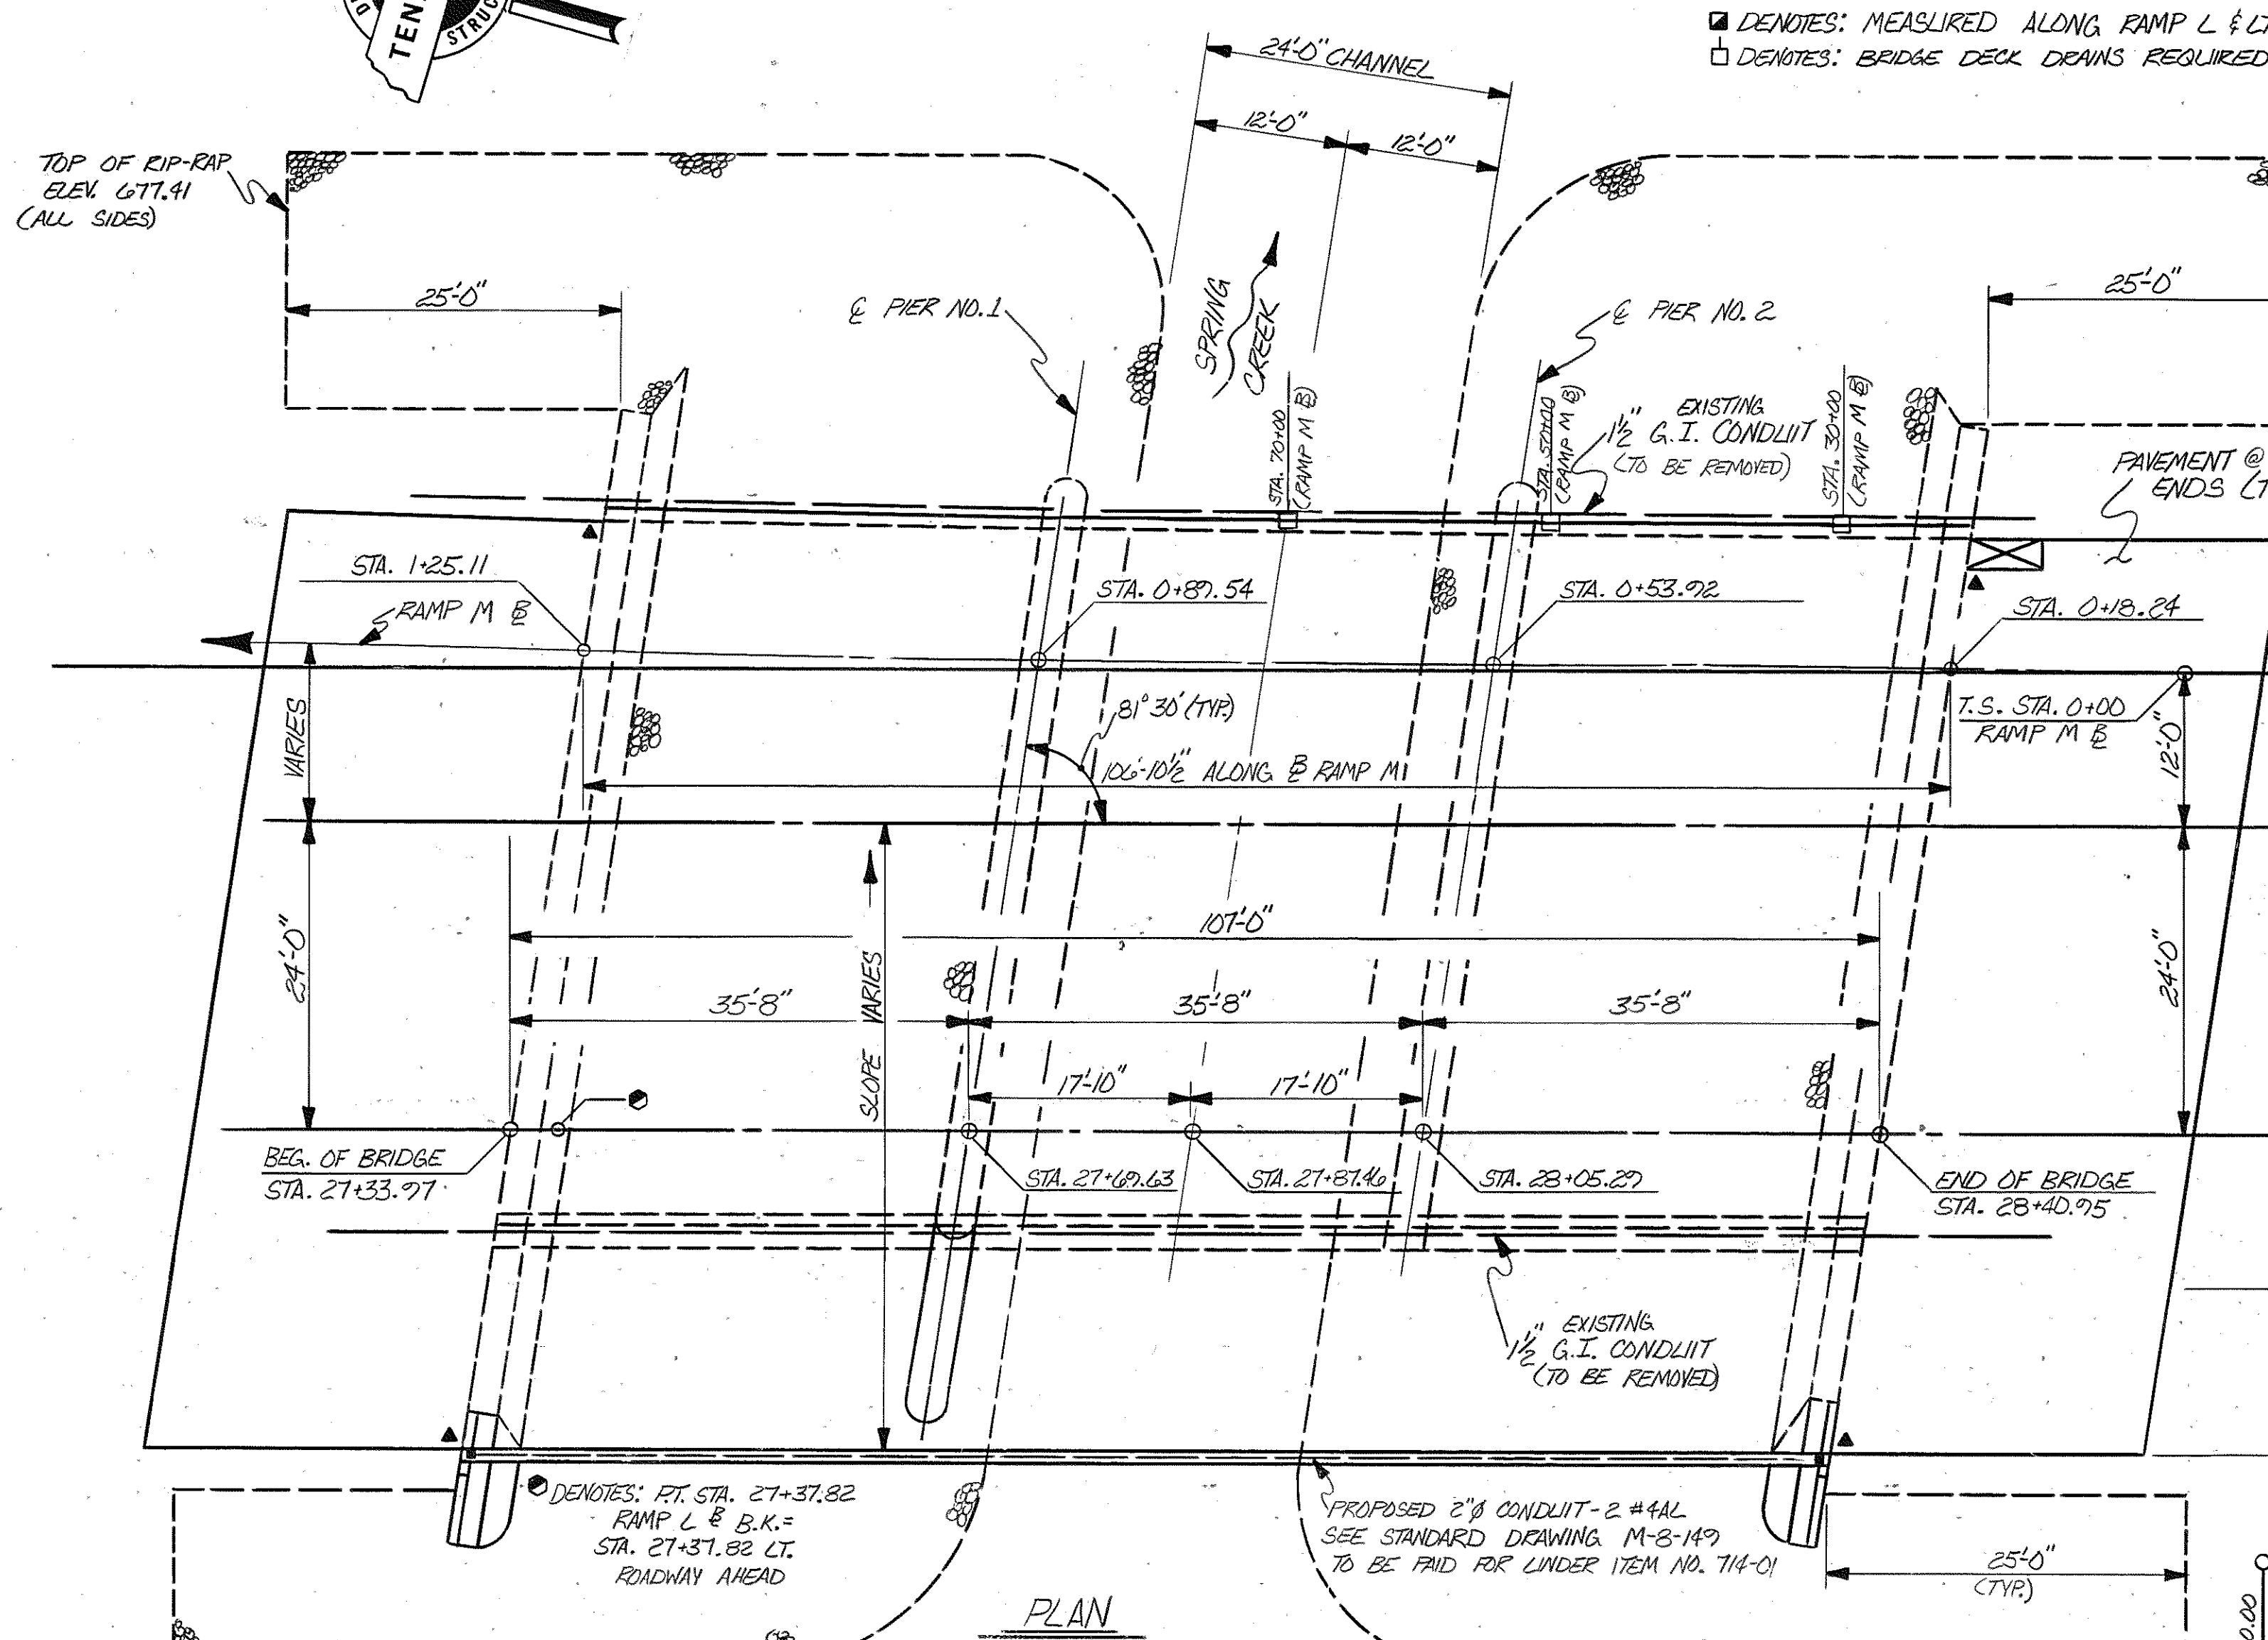 TEN
STRUC
■ DENOTES: MEASURED ALONG RAMP L & LT
DENOTES: BRIDGE DECK DRAINS REQUIRED
24'-0" CHANNEL
12'-0"
12'-0"
TOP OF RIP-RAP
ELEV. 677.41
(ALL SIDES)
25'-0"
℄ PIER NO. 1
SPRING
CREEK
℄ PIER NO. 2
25'-0"
STA. 70+00
(RAMP M ␢)
STA. 50+00
(RAMP M ␢)
EXISTING
1½" G.I. CONDUIT
(TO BE REMOVED)
STA. 30+00
(RAMP M ␢)
PAVEMENT @
ENDS (T
STA. 1+25.11
RAMP M ␢
STA. 0+89.54
STA. 0+53.92
STA. 0+18.24
VARIES
81° 30' (TYP.)
106'-10½" ALONG ␢ RAMP M
T.S. STA. 0+00
RAMP M ␢
12'-0"
24'-0"
107'-0"
24'-0"
35'-8"
35'-8"
35'-8"
SLOPE VARIES
17'-10"
17'-10"
BEG. OF BRIDGE
STA. 27+33.97
STA. 27+69.63
STA. 27+87.46
STA. 28+05.29
END OF BRIDGE
STA. 28+40.95
EXISTING
1½" G.I. CONDUIT
(TO BE REMOVED)
DENOTES: P.T. STA. 27+37.82
RAMP L ␢ B.K.=
STA. 27+37.82 LT.
ROADWAY AHEAD
PROPOSED 2"ø CONDUIT-2 #4AL
SEE STANDARD DRAWING M-8-149
TO BE PAID FOR UNDER ITEM NO. 714-01
25'-0"
(TYP.)
PLAN
0.00